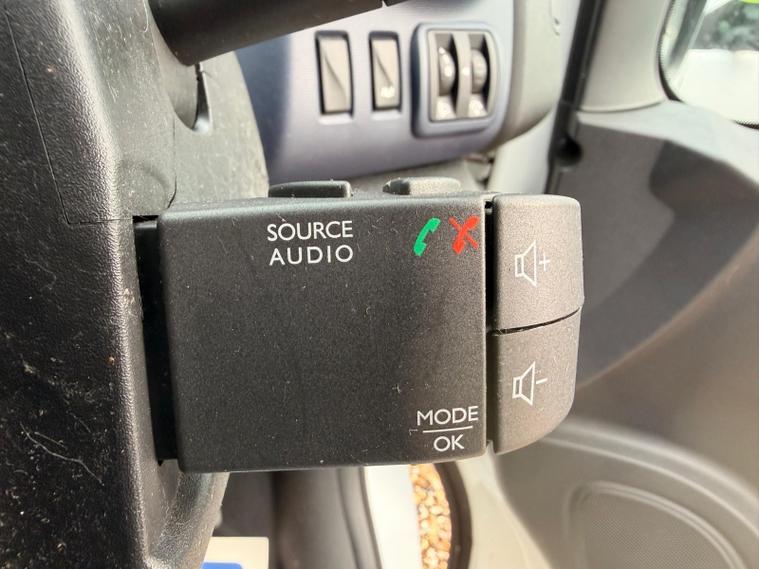 SOURCE
AUDIO
+
-
MODE
OK